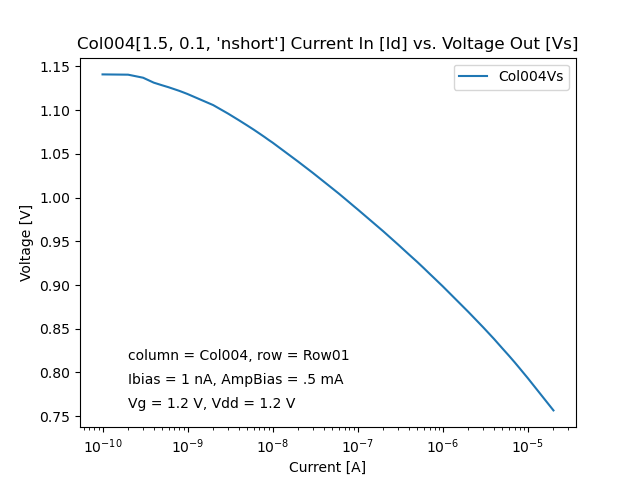 Col004[1.5, 0.1, 'nshort'] Current In [Id] vs. Voltage Out [Vs]
Col004Vs
1.15
1.10
1.05
1.00
0.95
0.90
0.85
0.80
0.75
Voltage [V]
column = Col004, row = Row01
Ibias = 1 nA, AmpBias = .5 mA
Vg = 1.2 V, Vdd = 1.2 V
10⁻¹⁰ 10⁻⁹ 10⁻⁸ 10⁻⁷ 10⁻⁶ 10⁻⁵
Current [A]